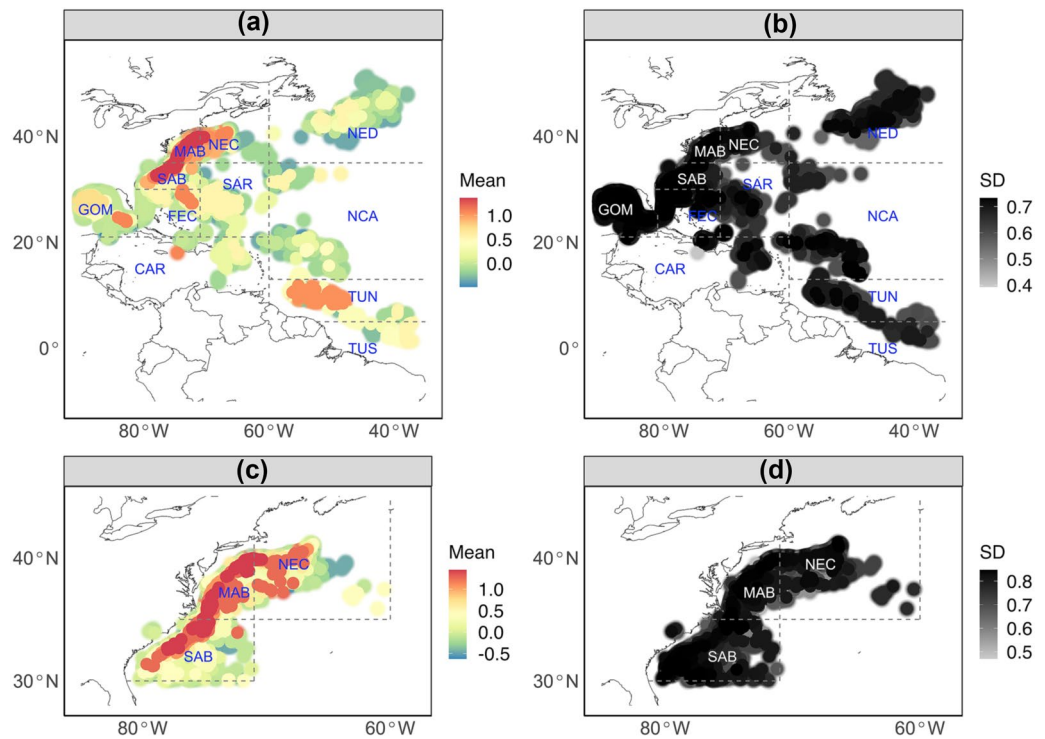 (a)
(b)
40°N
20°N
0°
NED
NEC
MAB
SAB
SAR
GOM
FEC
NCA
CAR
TUN
TUS
Mean
1.0
0.5
0.0
NED
NEC
MAB
SAB
SAR
GOM
FEC
NCA
CAR
TUN
TUS
40°N
20°N
0°
SD
0.7
0.6
0.5
0.4
80°W 60°W 40°W
80°W 60°W 40°W
(c)
(d)
40°N
30°N
NEC
MAB
SAB
Mean
1.0
0.5
0.0
-0.5
40°N
30°N
NEC
MAB
SAB
SD
0.8
0.7
0.6
0.5
80°W 60°W
80°W 60°W